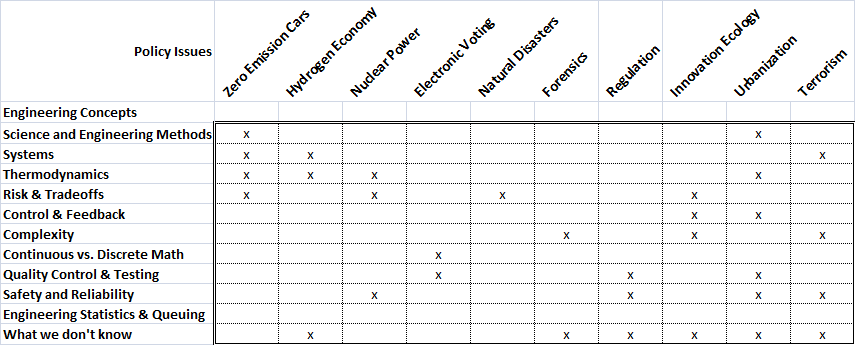 Policy Issues Zero Emission Cars Hydrogen Economy Nuclear Power Electronic Voting Natural Disasters Forensics Regulation Innovation Ecology Urbanization Terrorism
Engineering Concepts
Science and Engineering Methods x x
Systems x x x
Thermodynamics x x x x
Risk & Tradeoffs x x x x
Control & Feedback x x
Complexity x x x
Continuous vs. Discrete Math x
Quality Control & Testing x x x
Safety and Reliability x x x x
Engineering Statistics & Queuing
What we don't know x x x x x x